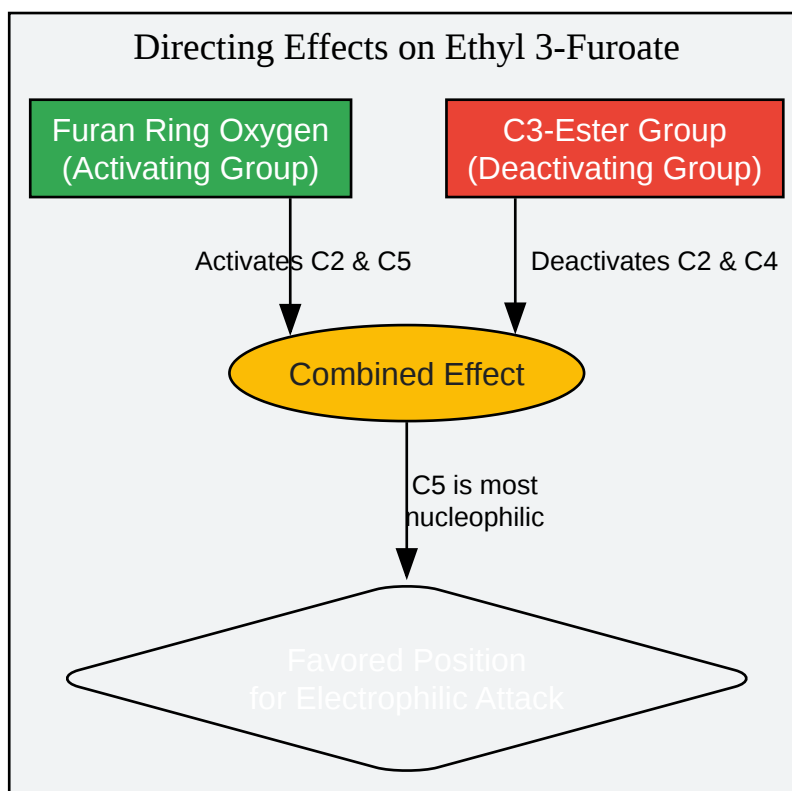 Directing Effects on Ethyl 3-Furoate
Furan Ring Oxygen
(Activating Group)
C3-Ester Group
(Deactivating Group)
Activates C2 & C5
Deactivates C2 & C4
Combined Effect
C5 is most
nucleophilic
Favored Position
for Electrophilic Attack